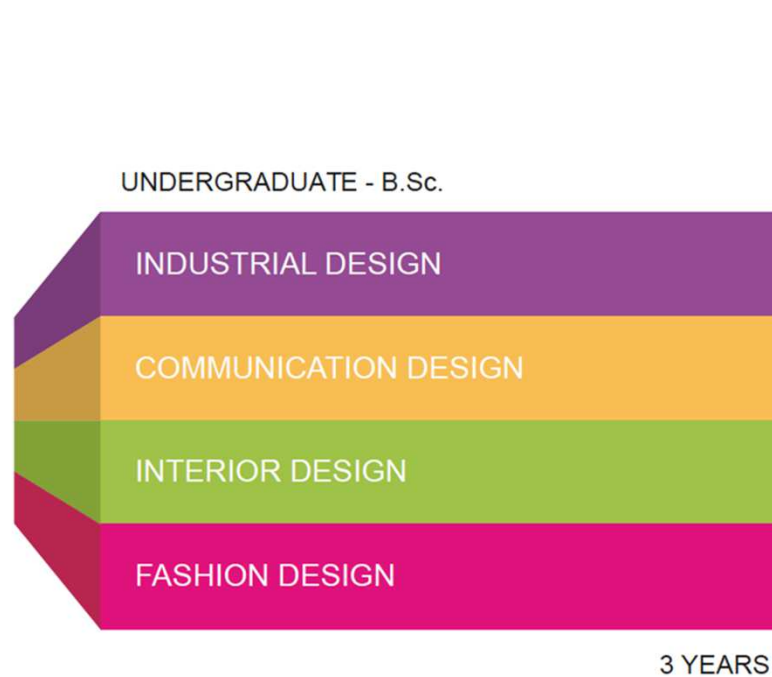 UNDERGRADUATE - B.Sc.
INDUSTRIAL DESIGN
COMMUNICATION DESIGN
INTERIOR DESIGN
FASHION DESIGN
3 YEARS